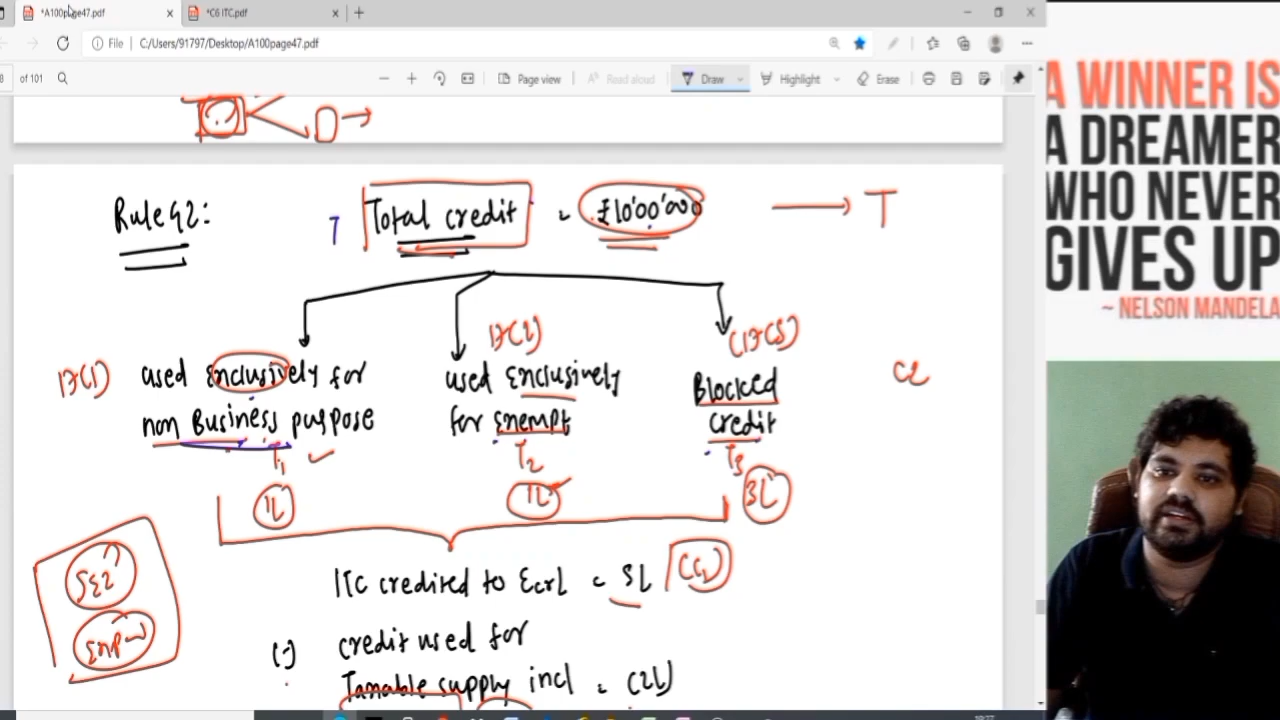 *A100page47.pdf
*C6 ITC.pdf
File
C:/Users/91797/Desktop/A100page47.pdf
of 101
Page view
Read aloud
Draw
Highlight
Erase
Rule 42:
T
Total credit = ₹10'00'000
T
17(1)
used Exclusively for
non Business purpose
T1
1L
17(2)
used Exclusively
for Exempt
T2
1L
17(5)
Blocked
credit
T3
3L
ITC credited to Ecrl = 5L
SEZ
(-)
credit used for
Taxable supply incl = (2L)
A WINNER IS
A DREAMER
WHO NEVER
GIVES UP
~ NELSON MANDELA